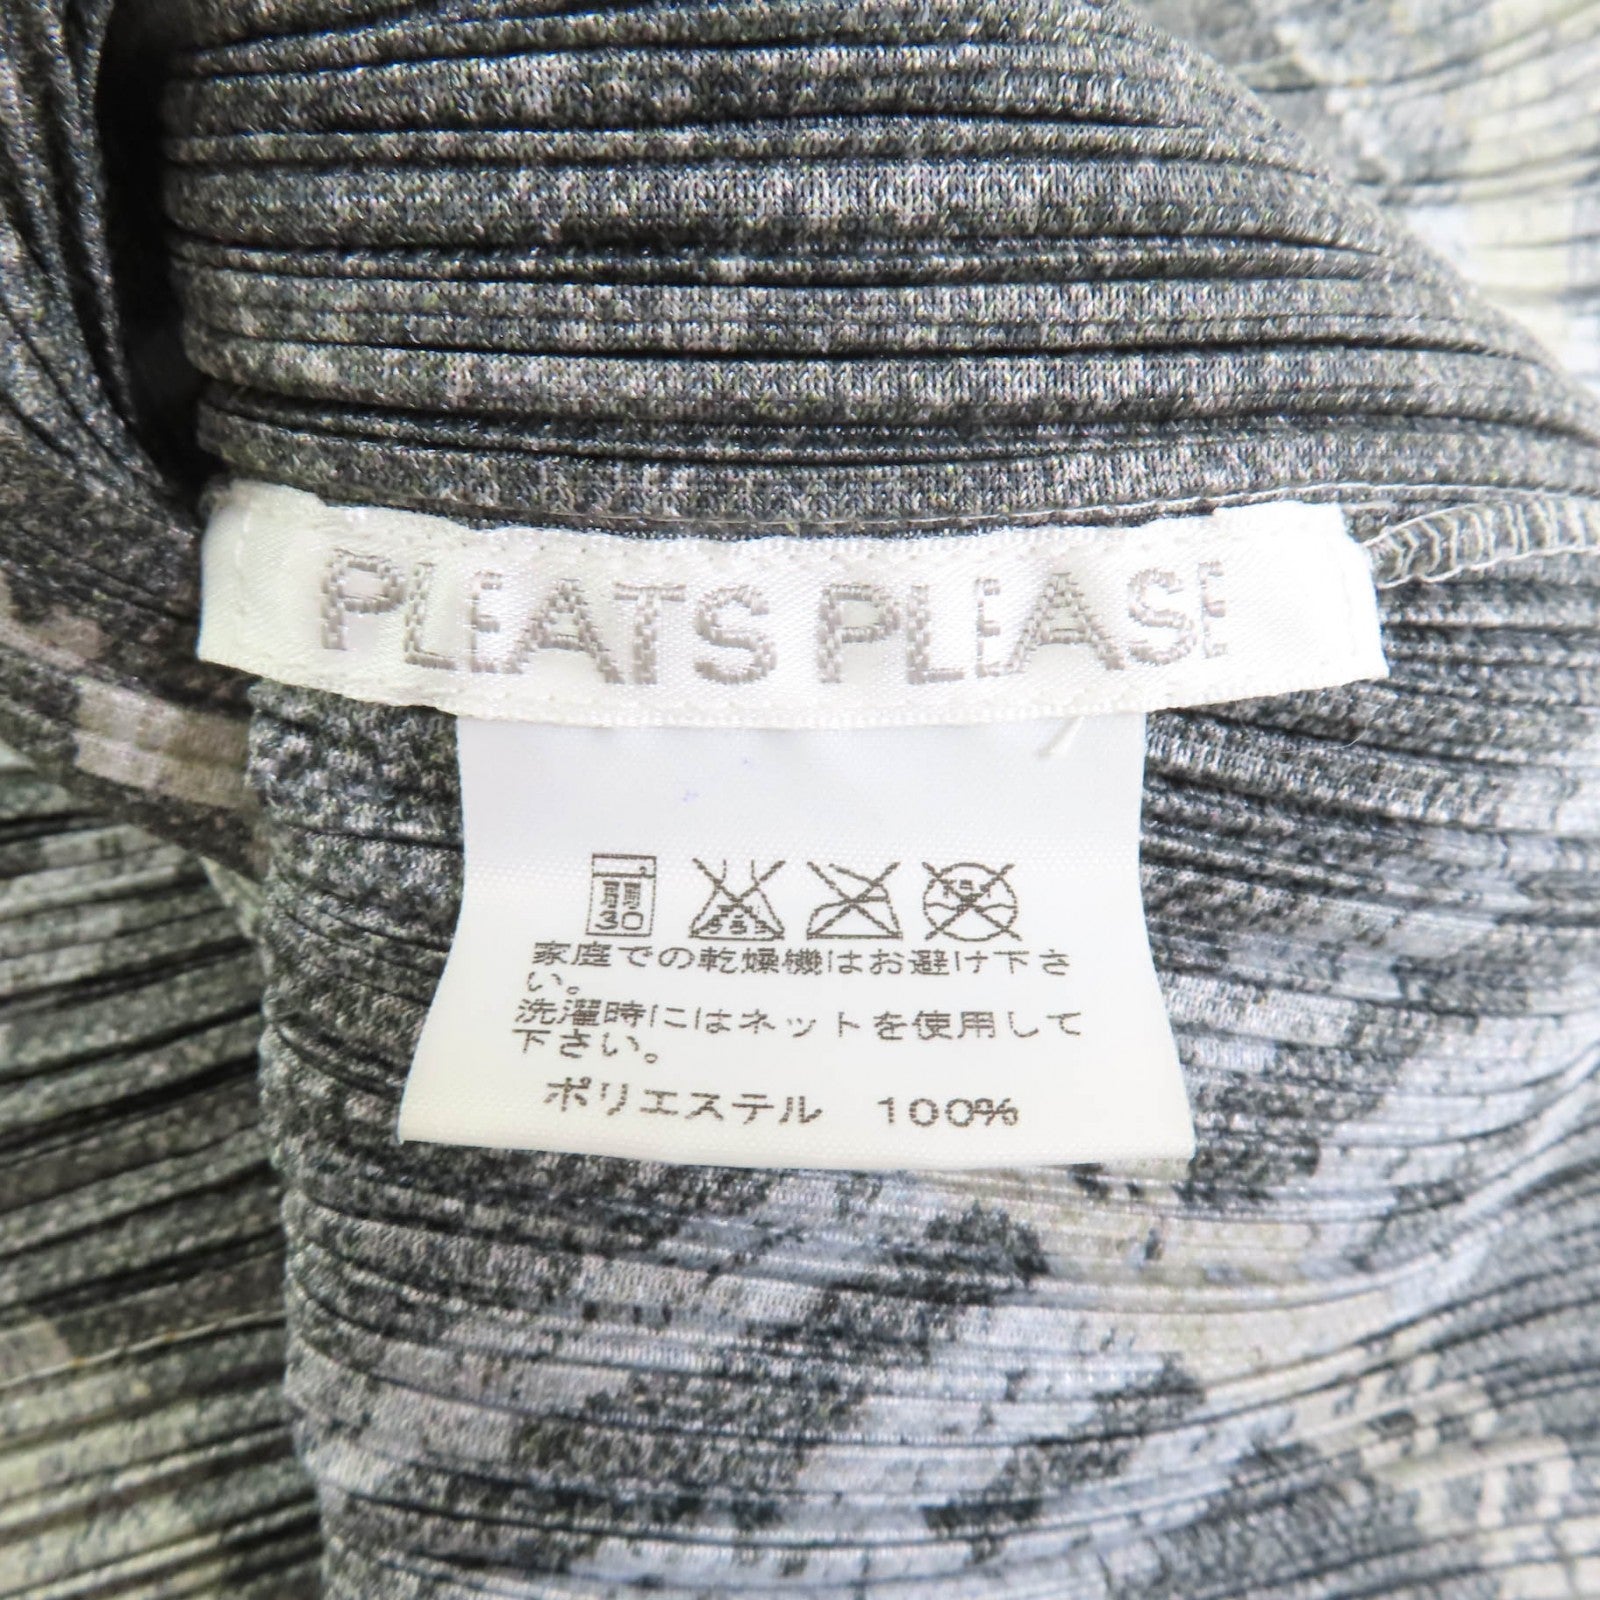 PLEATS PLEASE
弱
30
家庭での乾燥機はお避け下さ
い。
洗濯時にはネットを使用して
下さい。
ポリエステル 100%